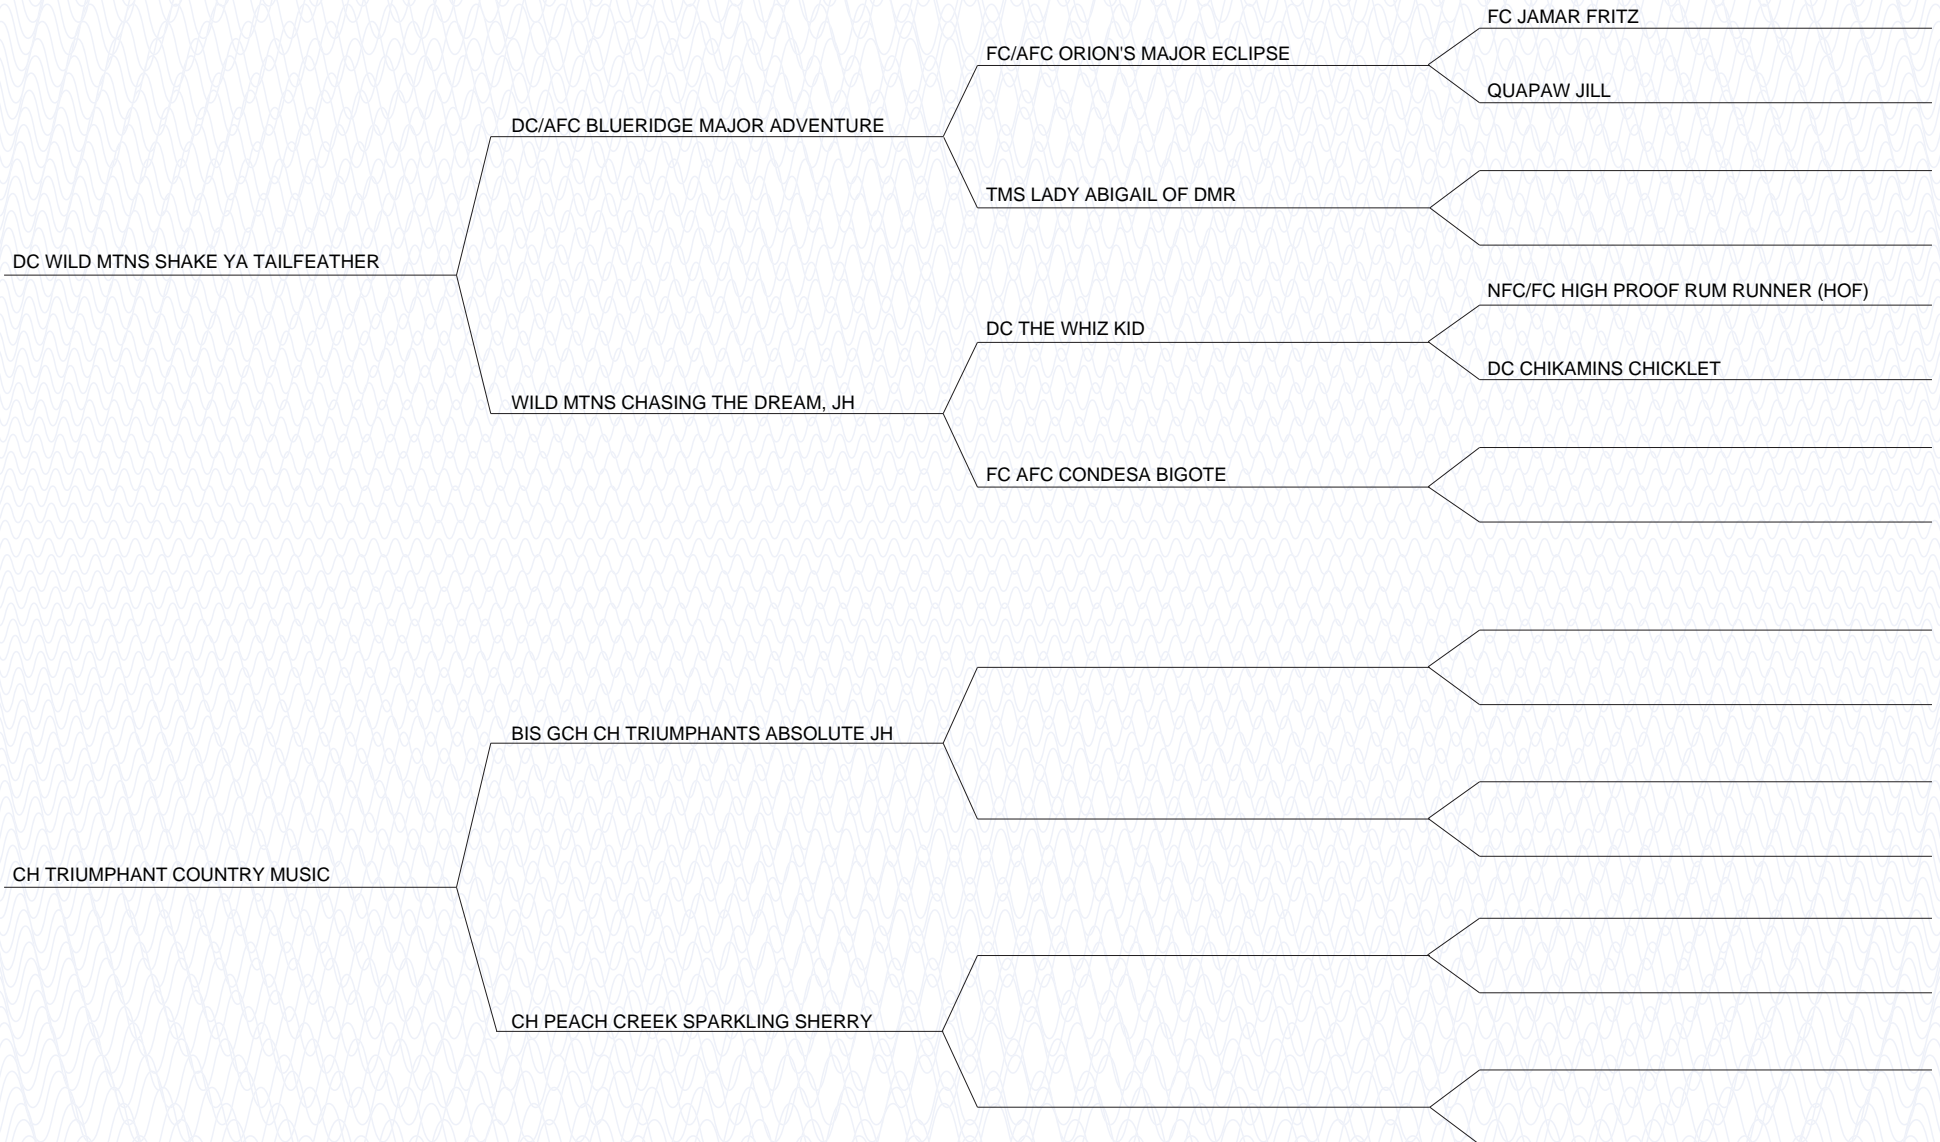 FC JAMAR FRITZ
FC/AFC ORION'S MAJOR ECLIPSE
QUAPAW JILL
DC/AFC BLUERIDGE MAJOR ADVENTURE
TMS LADY ABIGAIL OF DMR
DC WILD MTNS SHAKE YA TAILFEATHER
NFC/FC HIGH PROOF RUM RUNNER (HOF)
DC THE WHIZ KID
DC CHIKAMINS CHICKLET
WILD MTNS CHASING THE DREAM, JH
FC AFC CONDESA BIGOTE
BIS GCH CH TRIUMPHANTS ABSOLUTE JH
CH TRIUMPHANT COUNTRY MUSIC
CH PEACH CREEK SPARKLING SHERRY